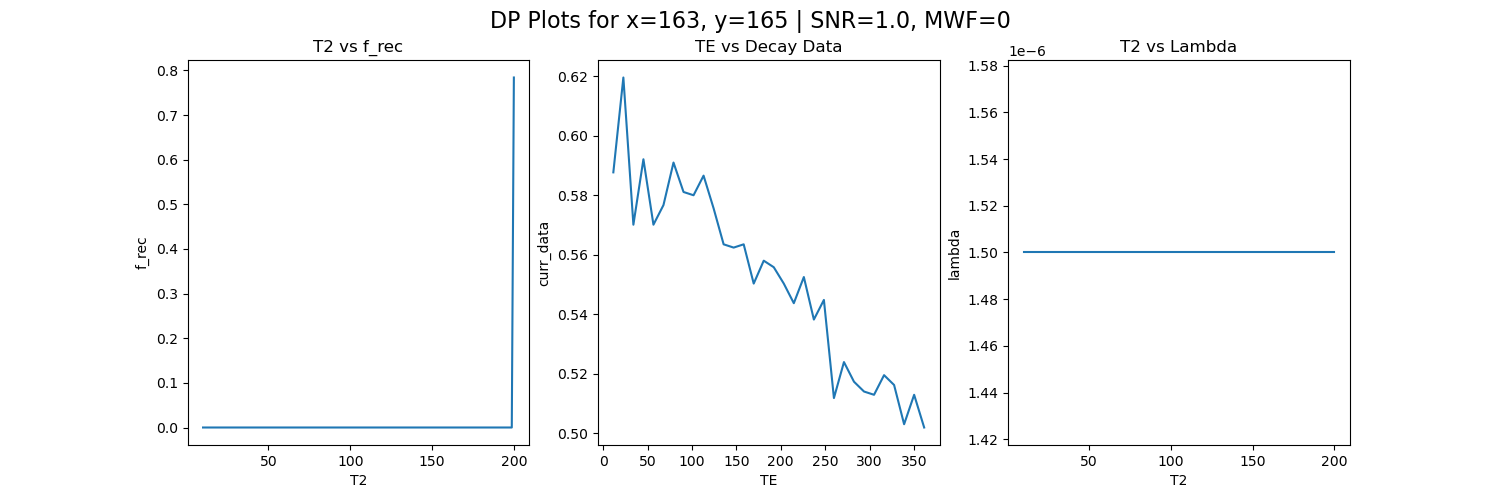 DP Plots for x=163, y=165 | SNR=1.0, MWF=0
T2 vs f_rec
0.8
0.7
0.6
0.5
0.4
0.3
0.2
0.1
0.0
f_rec
50 100 150 200
T2
TE vs Decay Data
0.62
0.60
0.58
0.56
0.54
0.52
0.50
curr_data
0 50 100 150 200 250 300 350
TE
T2 vs Lambda
1e−6
1.58
1.56
1.54
1.52
1.50
1.48
1.46
1.44
1.42
lambda
50 100 150 200
T2